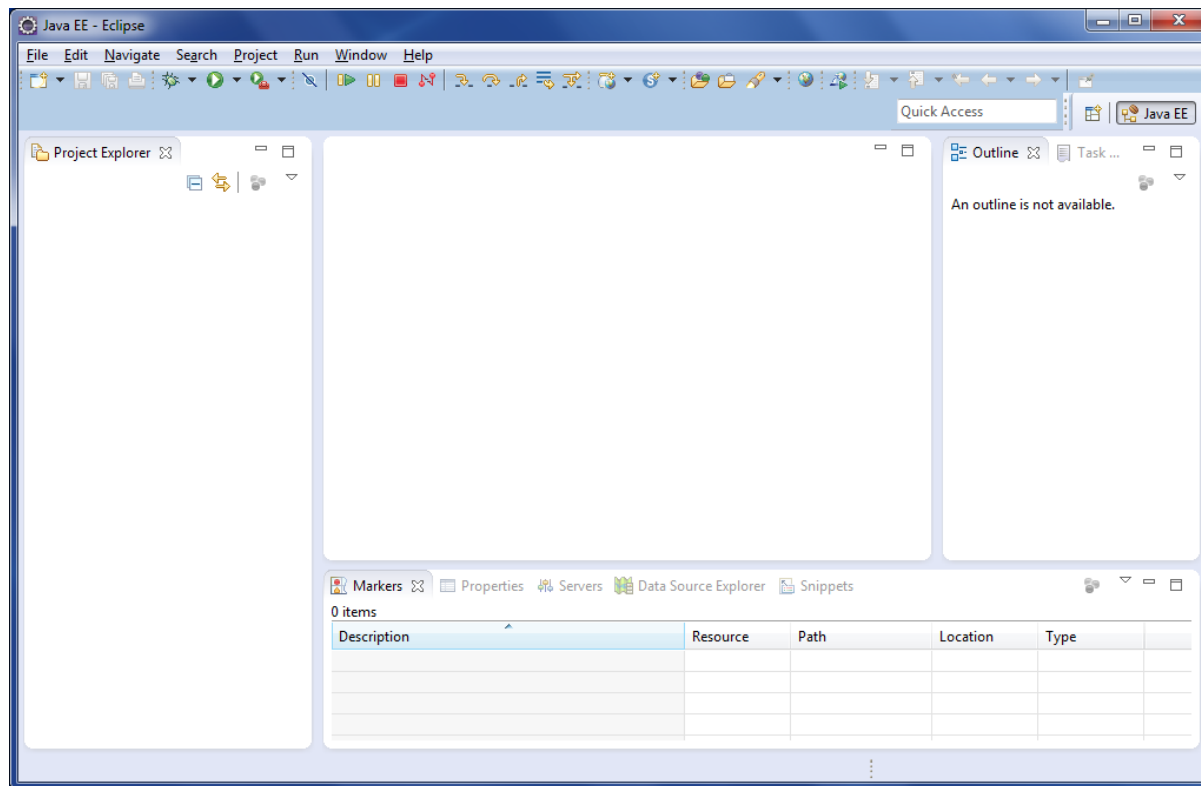 Java EE - Eclipse
File Edit Navigate Search Project Run Window Help
Quick Access
Java EE
Project Explorer
Outline Task ...
An outline is not available.
Markers Properties Servers Data Source Explorer Snippets
0 items
Description Resource Path Location Type